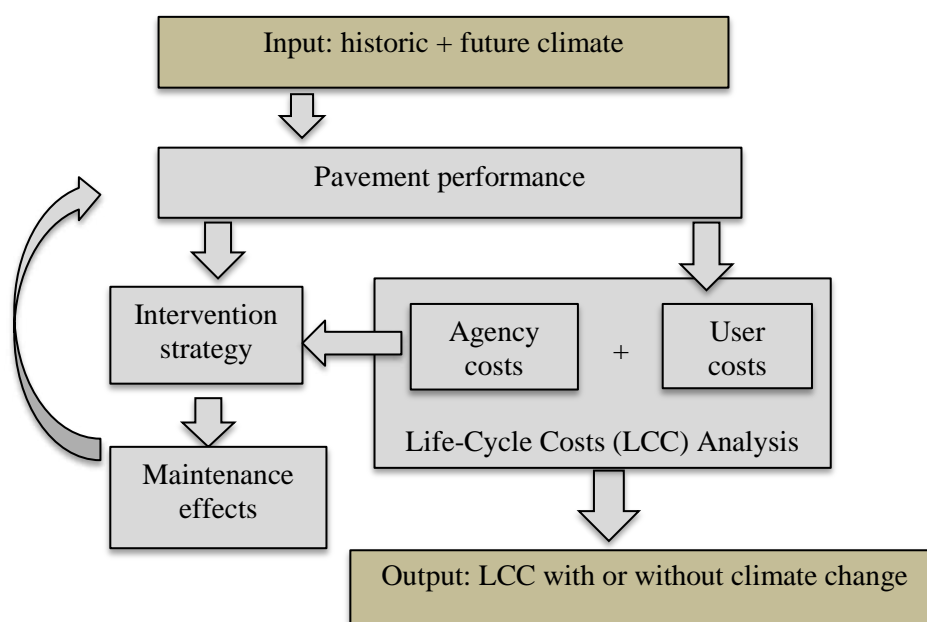 Input: historic + future climate
Pavement performance
Intervention
strategy
Agency
costs
+
User
costs
Life-Cycle Costs (LCC) Analysis
Maintenance
effects
Output: LCC with or without climate change